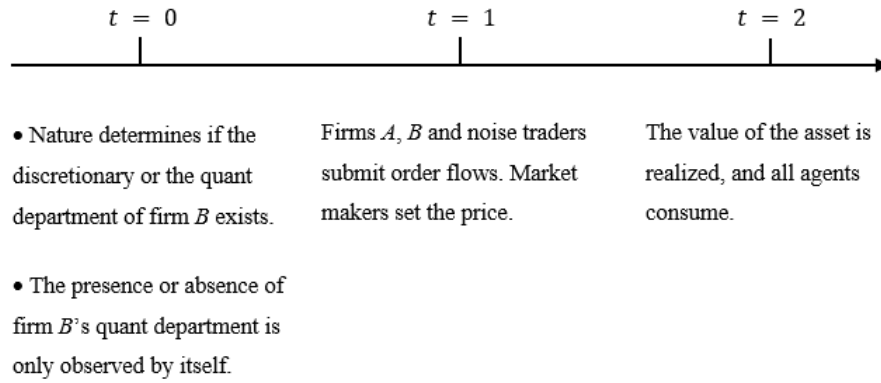 t = 0
t = 1
t = 2
• Nature determines if the
discretionary or the quant
department of firm B exists.
• The presence or absence of
firm B's quant department is
only observed by itself.
Firms A, B and noise traders
submit order flows. Market
makers set the price.
The value of the asset is
realized, and all agents
consume.